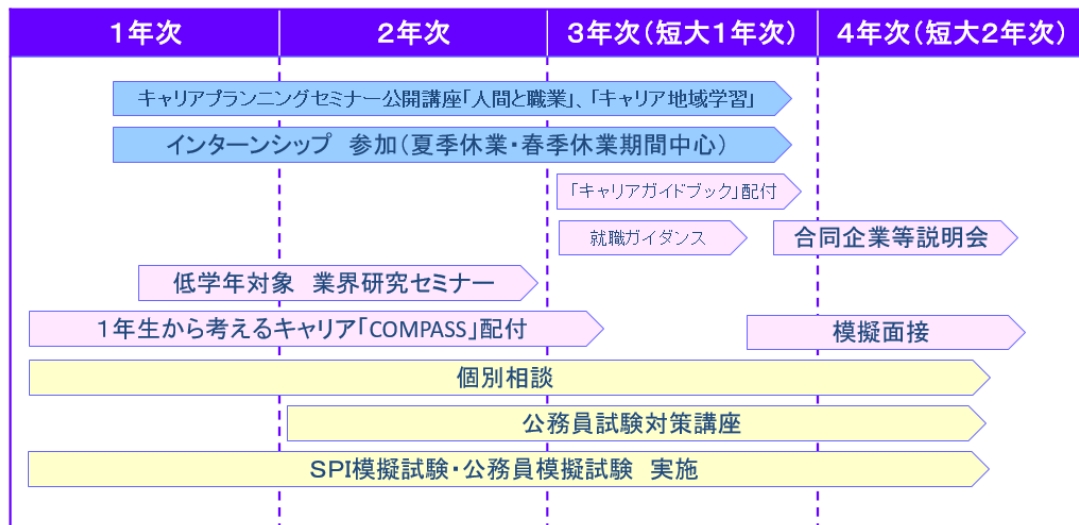 1年次
2年次
3年次(短大1年次)
4年次(短大2年次)
キャリアプランニングセミナー公開講座「人間と職業」、「キャリア地域学習」
インターンシップ　参加(夏季休業・春季休業期間中心)
「キャリアガイドブック」配付
就職ガイダンス
合同企業等説明会
低学年対象　業界研究セミナー
1年生から考えるキャリア「COMPASS」配付
模擬面接
個別相談
公務員試験対策講座
SPI模擬試験・公務員模擬試験　実施